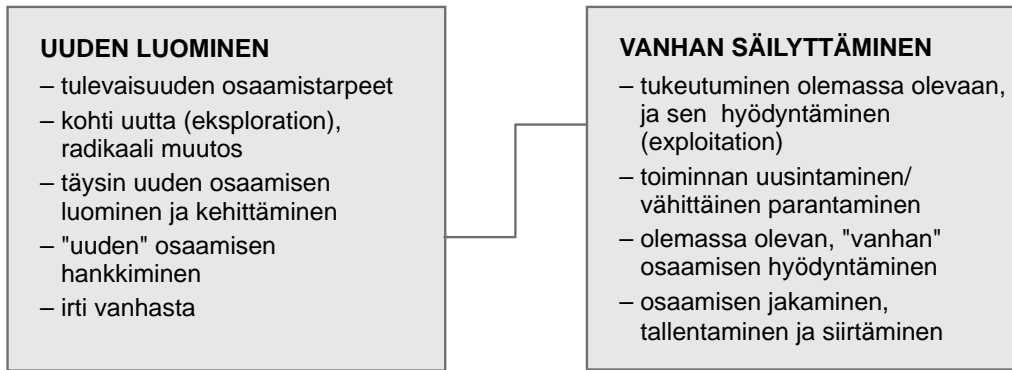 UUDEN LUOMINEN
– tulevaisuuden osaamistarpeet
– kohti uutta (eksploration),
radikaali muutos
– täysin uuden osaamisen
luominen ja kehittäminen
– "uuden" osaamisen
hankkiminen
– irti vanhasta
VANHAN SÄILYTTÄMINEN
– tukeutuminen olemassa olevaan,
ja sen hyödyntäminen
(exploitation)
– toiminnan uusintaminen/
vähittäinen parantaminen
– olemassa olevan, "vanhan"
osaamisen hyödyntäminen
– osaamisen jakaminen,
tallentaminen ja siirtäminen